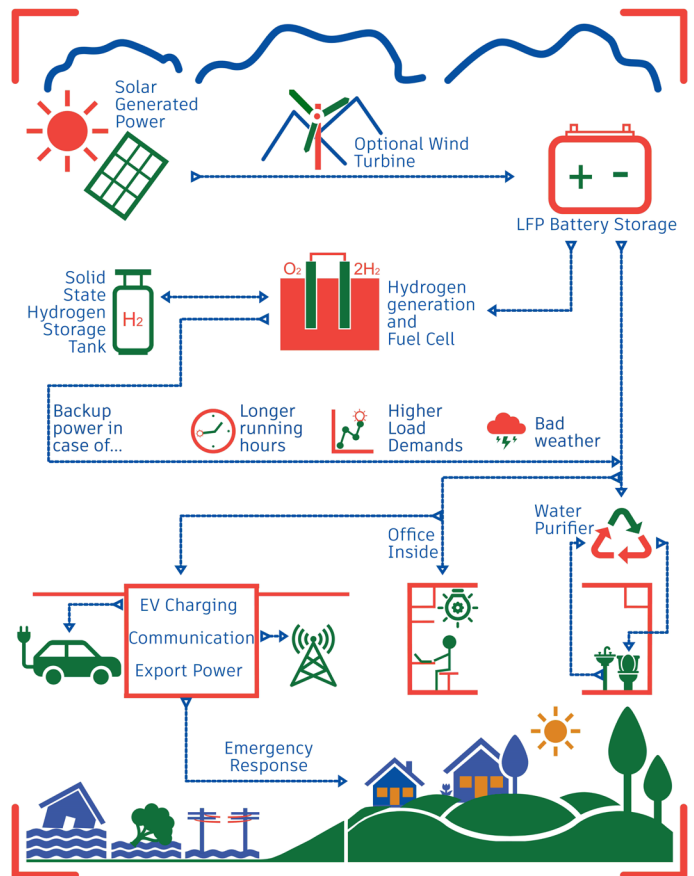 Solar
Generated
Power
Optional Wind
Turbine
+ -
LFP Battery Storage
Solid
State
Hydrogen
Storage
Tank
H₂
O₂
2H₂
Hydrogen
generation
and
Fuel Cell
Backup
power in
case of...
Longer
running
hours
Higher
Load
Demands
Bad
weather
Water
Purifier
Office
Inside
EV Charging
Communication
Export Power
Emergency
Response